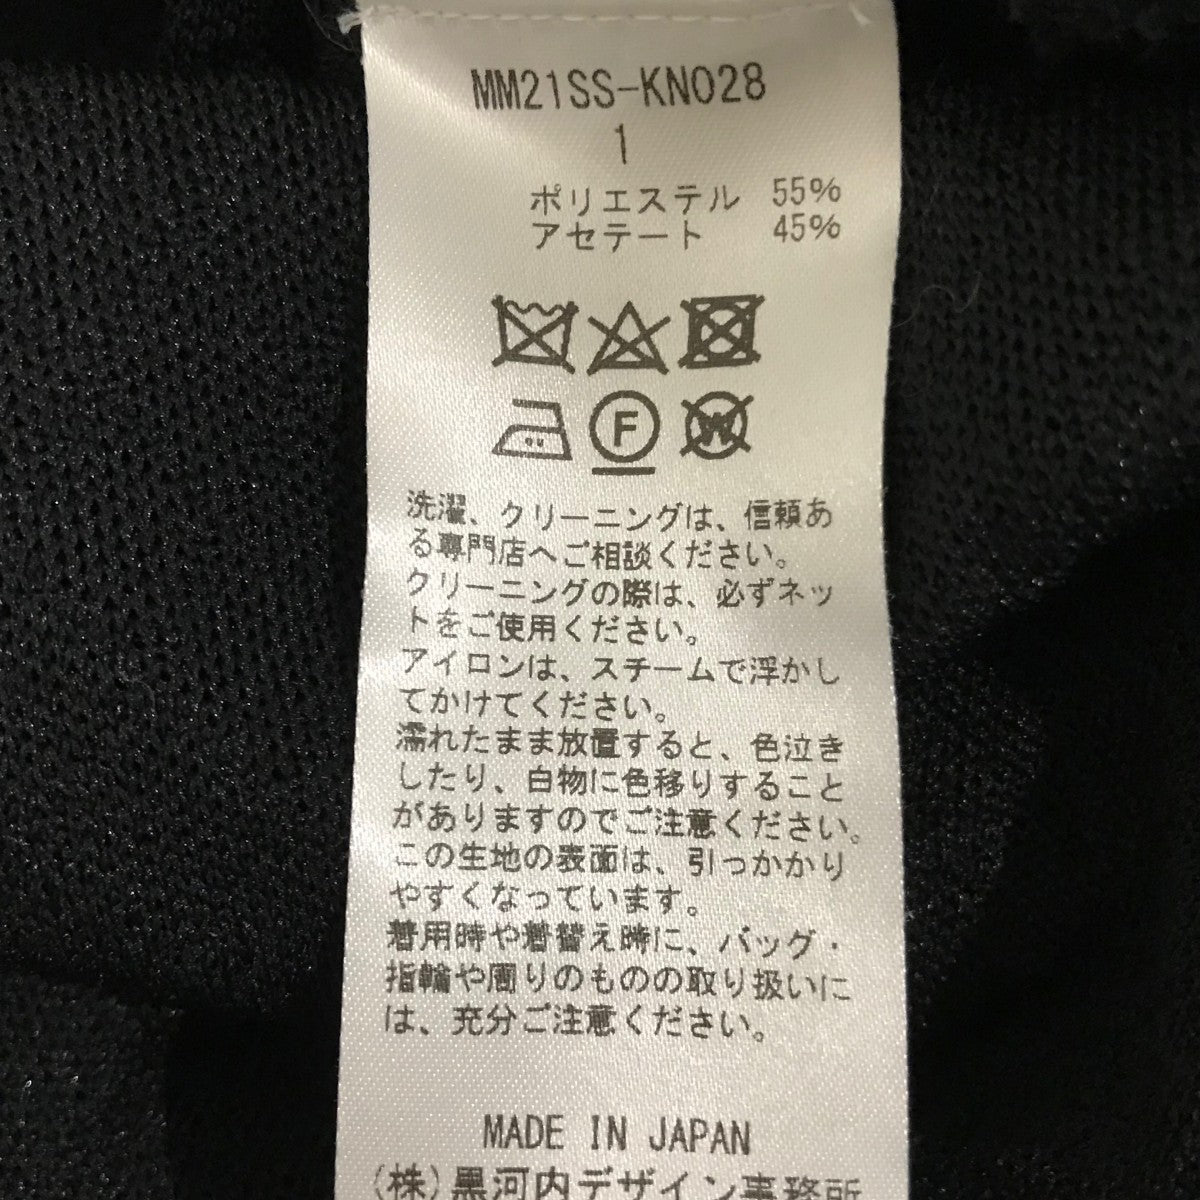 MM21SS-KN028
1
ポリエステル 55%
アセテート 45%
F
W
洗濯、クリーニングは、信頼あ
る専門店へご相談ください。
クリーニングの際は、必ずネッ
トをご使用ください。
アイロンは、スチームで浮かし
てかけてください。
濡れたまま放置すると、色泣き
したり、白物に色移りすること
がありますのでご注意ください。
この生地の表面は、引っかかり
やすくなっています。
着用時や着替え時に、バッグ・
指輪や周りのものの取り扱いに
は、充分ご注意ください。
MADE IN JAPAN
(株)黒河内デザイン事務所